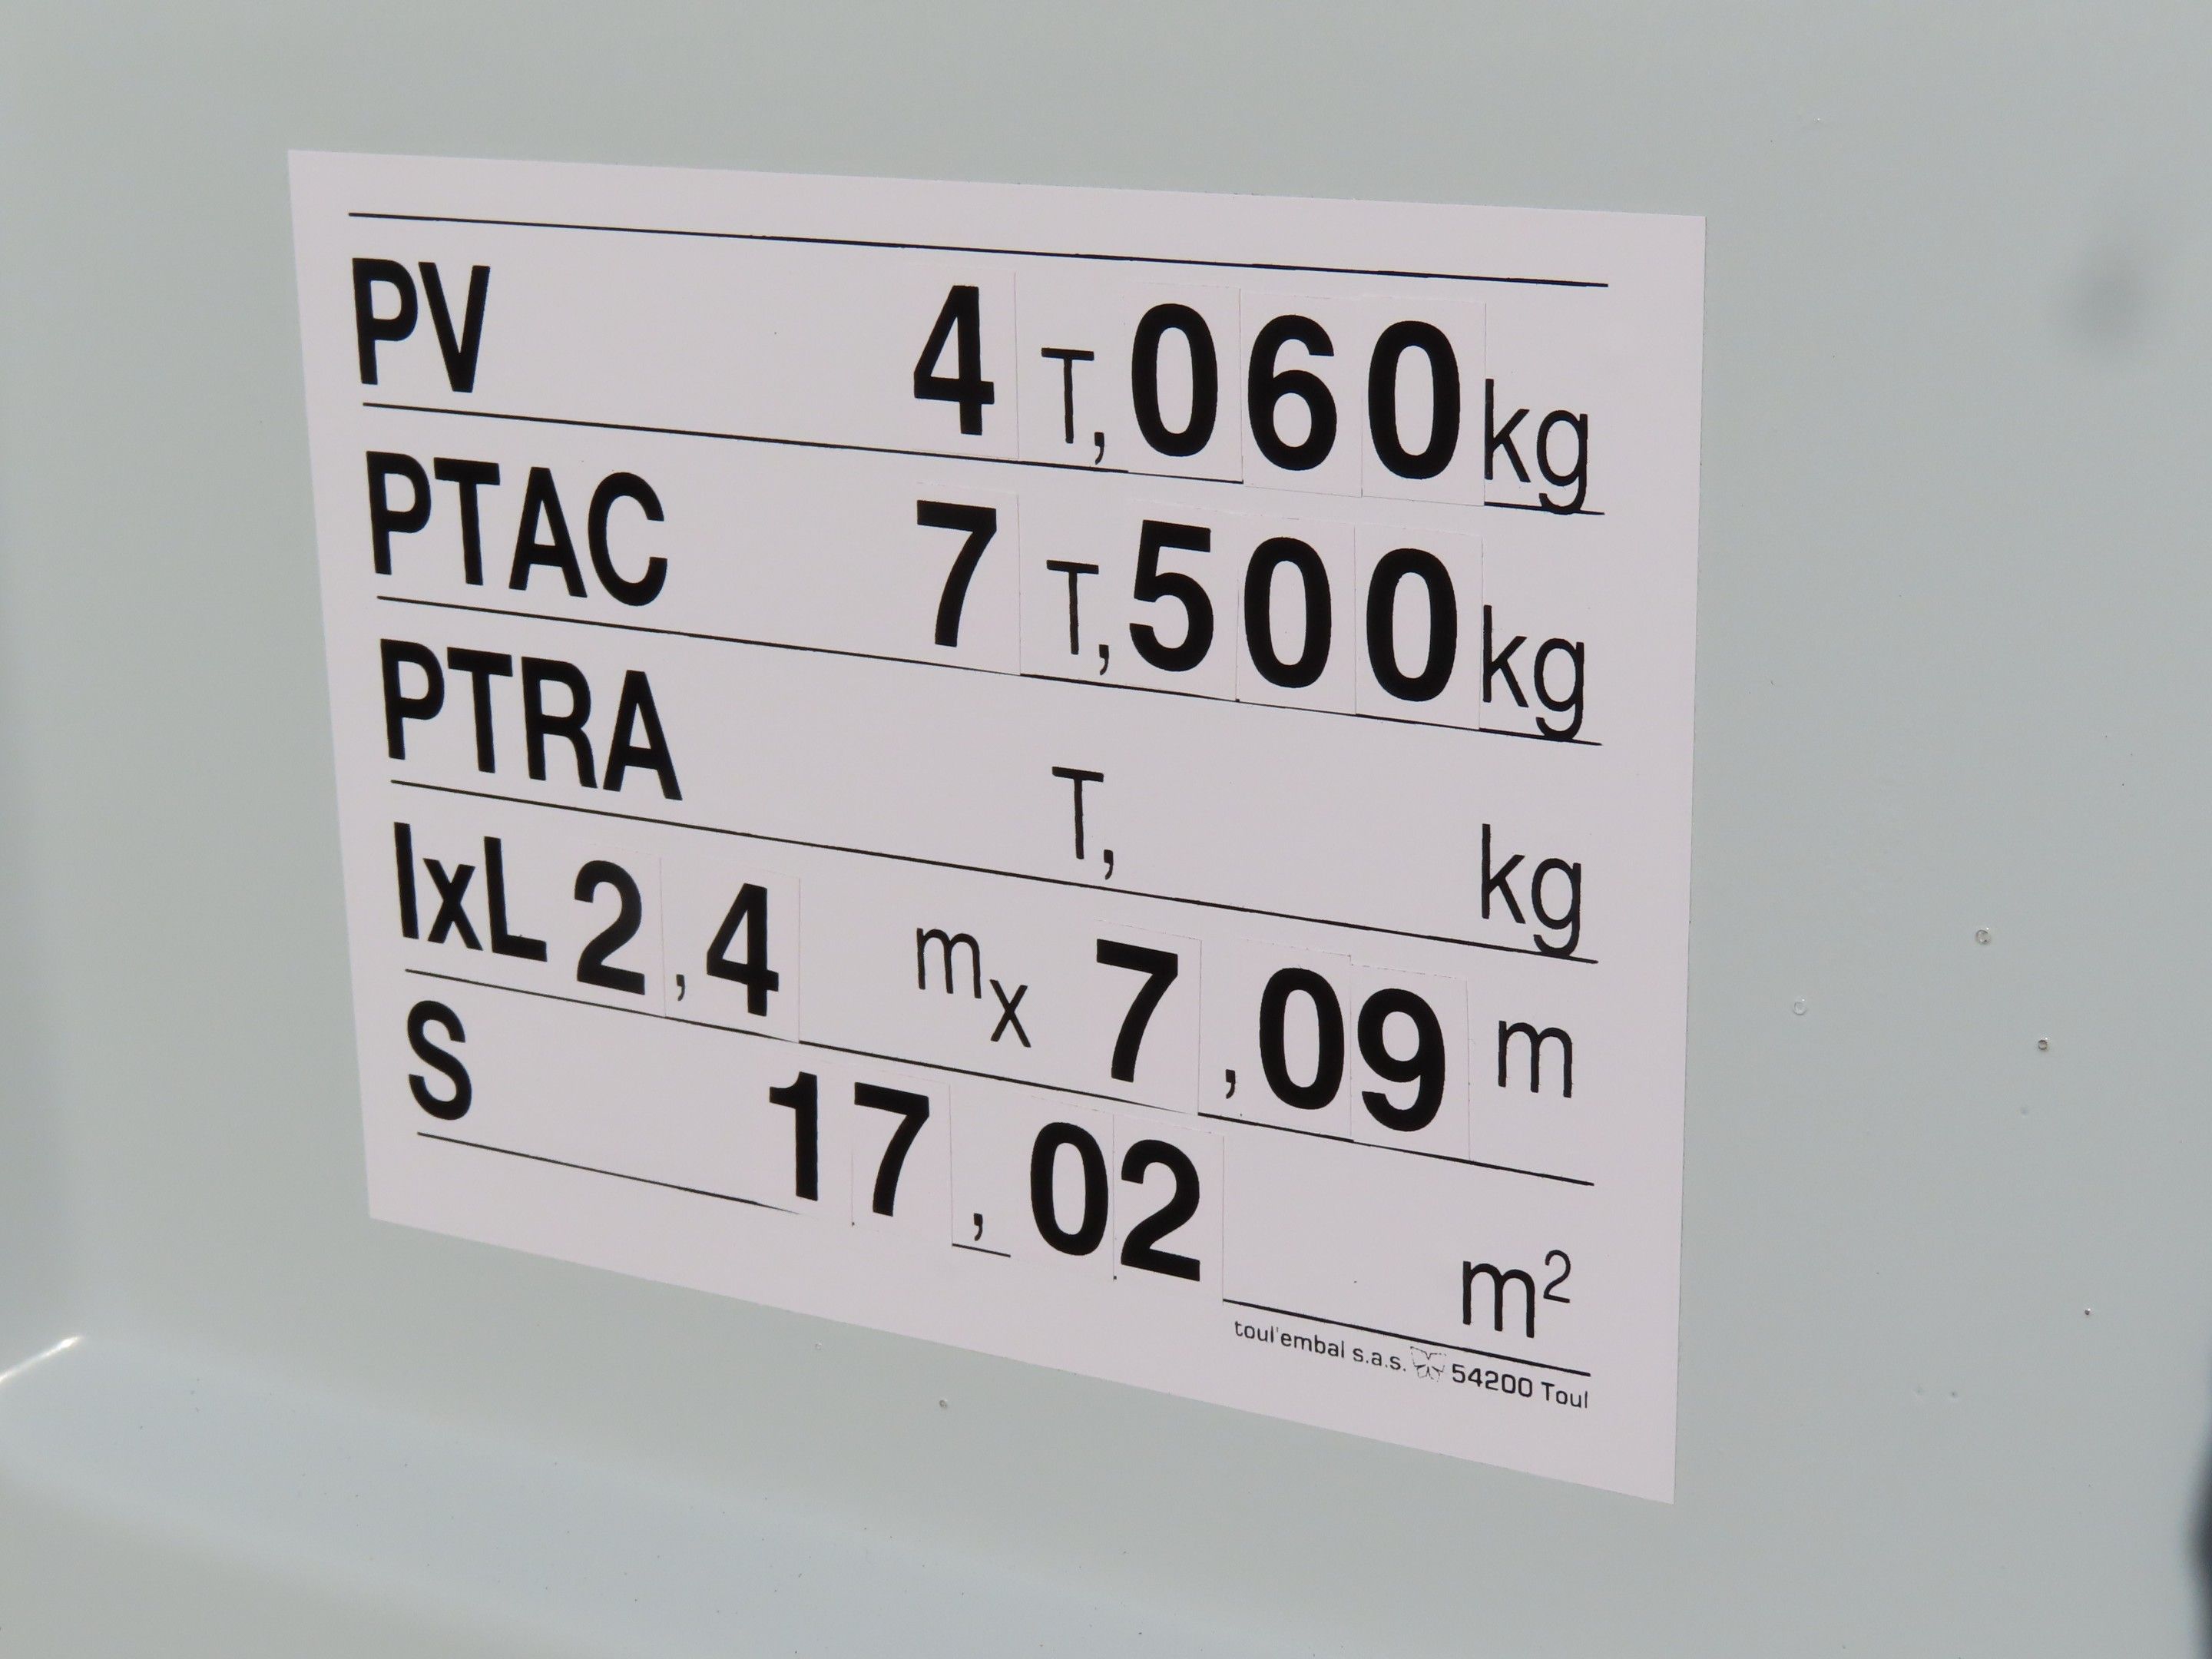 PV 4 T, 060 kg
PTAC 7 T, 500 kg
PTRA T, kg
lxL 2,4 m x 7,09 m
S 17,02 m²
toul'embal s.a.s. 54200 Toul